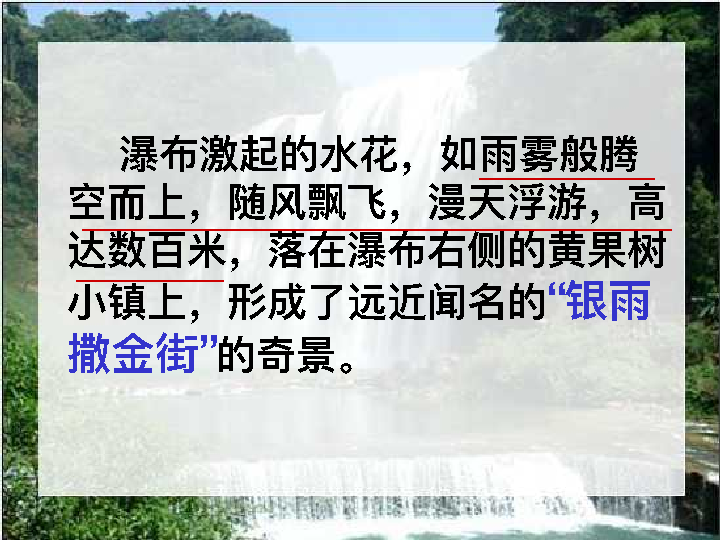 瀑布激起的水花，如雨雾般腾
空而上，随风飘飞，漫天浮游，高
达数百米，落在瀑布右侧的黄果树
小镇上，形成了远近闻名的“银雨
撒金街”的奇景。